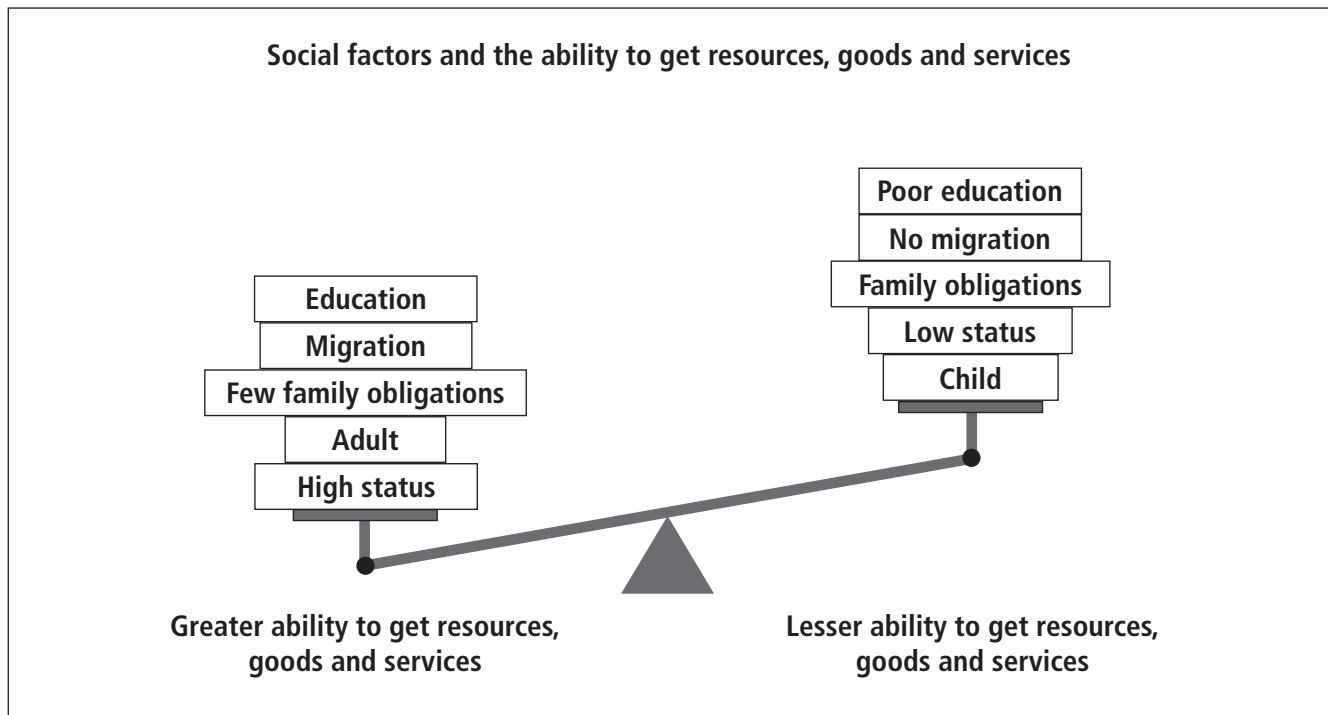 Social factors and the ability to get resources, goods and services
Education
Migration
Few family obligations
Adult
High status
Poor education
No migration
Family obligations
Low status
Child
Greater ability to get resources,
goods and services
Lesser ability to get resources,
goods and services